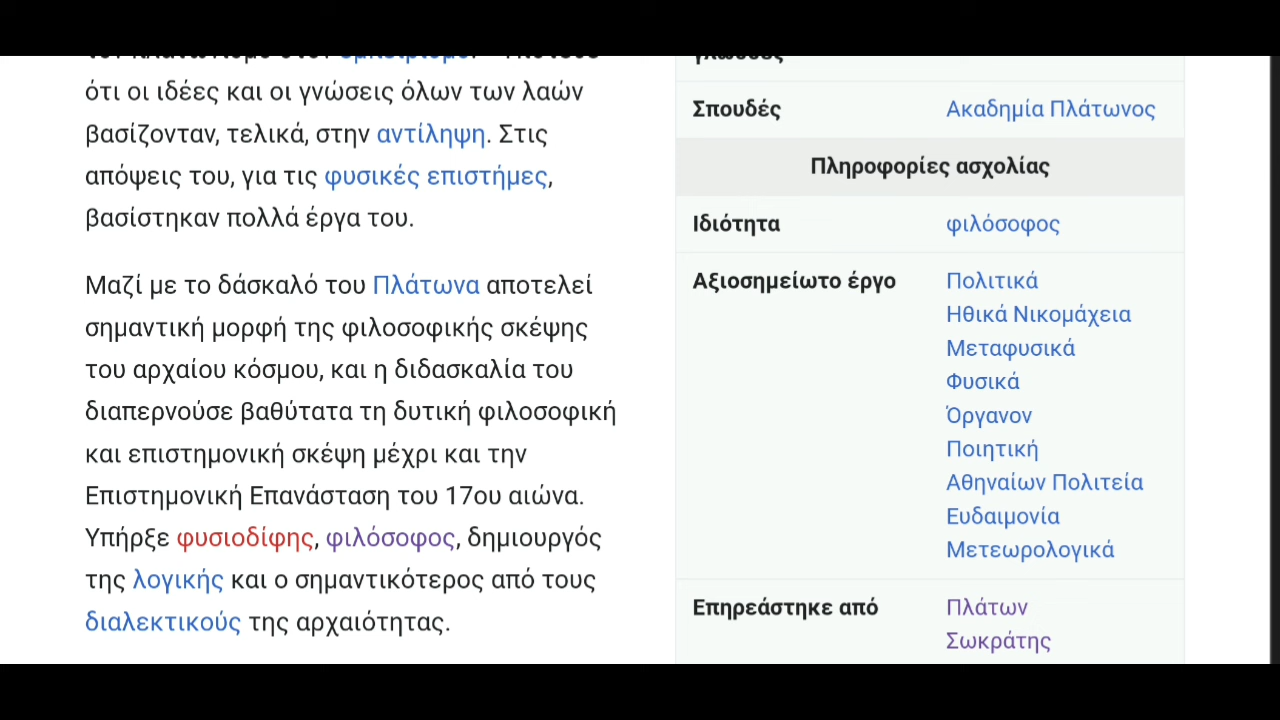 ότι οι ιδέες και οι γνώσεις όλων των λαών
βασίζονταν, τελικά, στην αντίληψη. Στις
απόψεις του, για τις φυσικές επιστήμες,
βασίστηκαν πολλά έργα του.
Μαζί με το δάσκαλό του Πλάτωνα αποτελεί
σημαντική μορφή της φιλοσοφικής σκέψης
του αρχαίου κόσμου, και η διδασκαλία του
διαπερνούσε βαθύτατα τη δυτική φιλοσοφική
και επιστημονική σκέψη μέχρι και την
Επιστημονική Επανάσταση του 17ου αιώνα.
Υπήρξε φυσιοδίφης, φιλόσοφος, δημιουργός
της λογικής και ο σημαντικότερος από τους
διαλεκτικούς της αρχαιότητας.
γλώσσες
Σπουδές Ακαδημία Πλάτωνος
Πληροφορίες ασχολίας
Ιδιότητα φιλόσοφος
Αξιοσημείωτο έργο Πολιτικά
Ηθικά Νικομάχεια
Μεταφυσικά
Φυσικά
Όργανον
Ποιητική
Αθηναίων Πολιτεία
Ευδαιμονία
Μετεωρολογικά
Επηρεάστηκε από Πλάτων
Σωκράτης